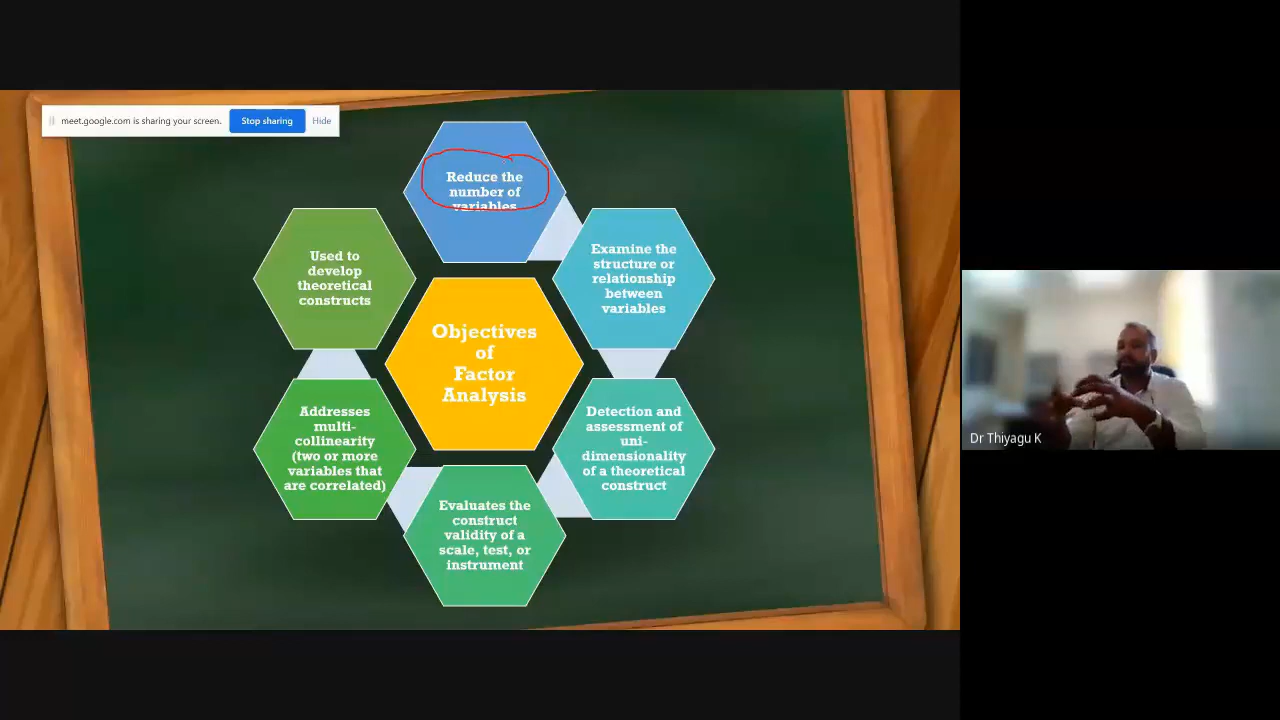 meet.google.com is sharing your screen.
Stop sharing
Hide
Reduce the
number of
variables
Examine the
structure or
relationship
between
variables
Detection and
assessment of
uni-
dimensionality
of a theoretical
construct
Evaluates the
construct
validity of a
scale, test, or
instrument
Addresses
multi-
collinearity
(two or more
variables that
are correlated)
Used to
develop
theoretical
constructs
Objectives
of
Factor
Analysis
Dr Thiyagu K